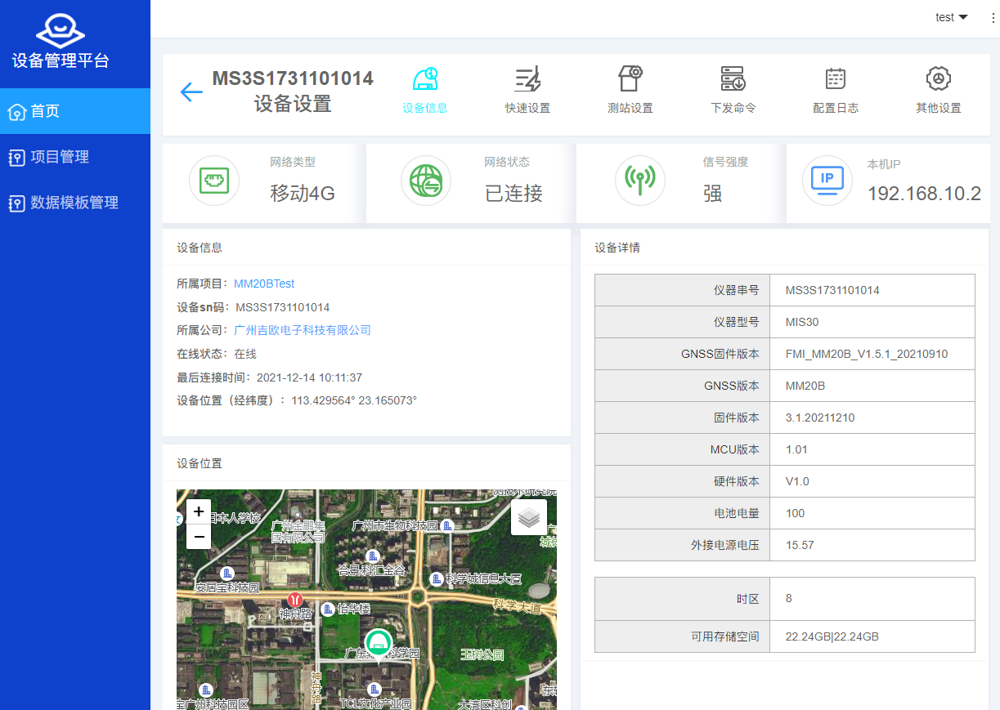 设备管理平台
首页
项目管理
数据模板管理
test
MS3S1731101014
设备设置
设备信息
快速设置
测站设置
下发命令
配置日志
其他设置
网络类型
移动4G
网络状态
已连接
信号强度
强
IP
本机IP
192.168.10.2
设备信息
所属项目： MM20BTest
设备sn码： MS3S1731101014
所属公司： 广州吉欧电子科技有限公司
在线状态：在线
最后连接时间：2021-12-14 10:11:37
设备位置（经纬度）：113.429564° 23.165073°
设备位置
+
−
日本人学校
广州金鹏集
团有限公司
广州市生物科技园
合景科汇金谷
科学城信息大厦
安居宝科技园
神舟路
怡华楼
科学大道
玉树公园
神舟路
TCL文化产业园
大湾区科创
广州科技园区
设备详情
仪器串号 MS3S1731101014
仪器型号 MIS30
GNSS固件版本 FMI_MM20B_V1.5.1_20210910
GNSS版本 MM20B
固件版本 3.1.20211210
MCU版本 1.01
硬件版本 V1.0
电池电量 100
外接电源电压 15.57
时区 8
可用存储空间 22.24GB|22.24GB